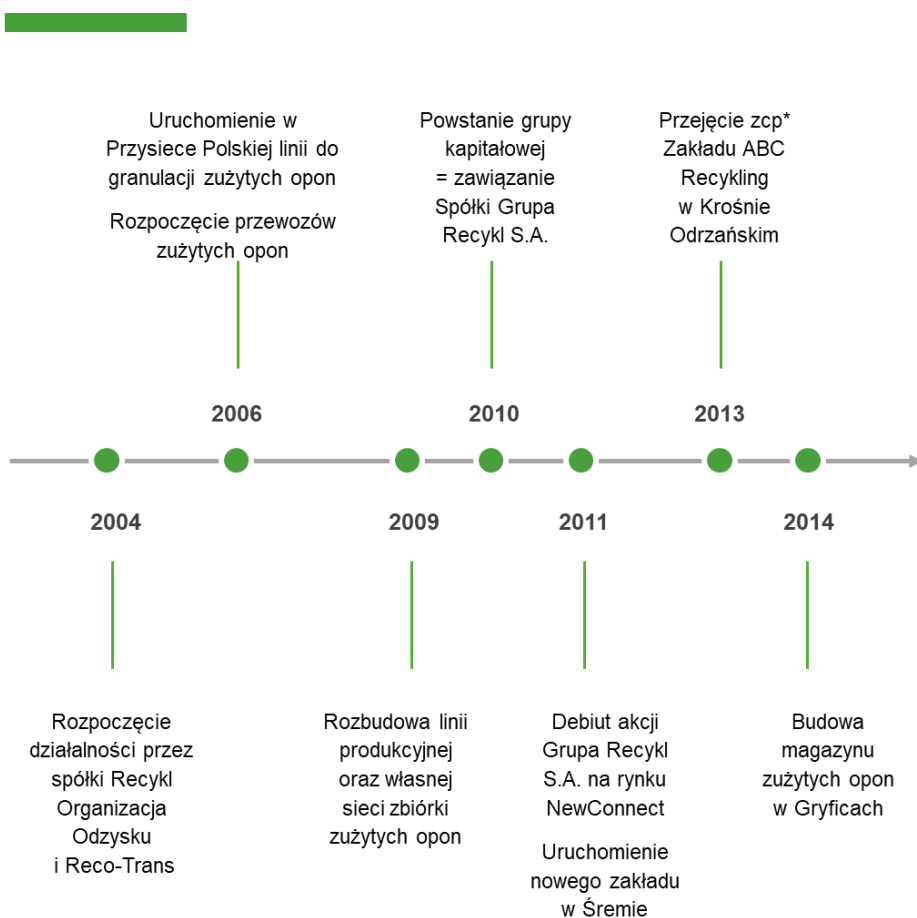 Uruchomienie w
Przysiece Polskiej linii do
granulacji zużytych opon
Rozpoczęcie przewozów
zużytych opon
Powstanie grupy
kapitałowej
= zawiązanie
Spółki Grupa
Recykl S.A.
Przejęcie zcp*
Zakładu ABC
Recykling
w Krośnie
Odrzańskim
2006
2010
2013
2004
2009
2011
2014
Rozpoczęcie
działalności przez
spółki Recykl
Organizacja
Odzysku
i Reco-Trans
Rozbudowa linii
produkcyjnej
oraz własnej
sieci zbiórki
zużytych opon
Debiut akcji
Grupa Recykl
S.A. na rynku
NewConnect
Uruchomienie
nowego zakładu
w Śremie
Budowa
magazynu
zużytych opon
w Gryficach